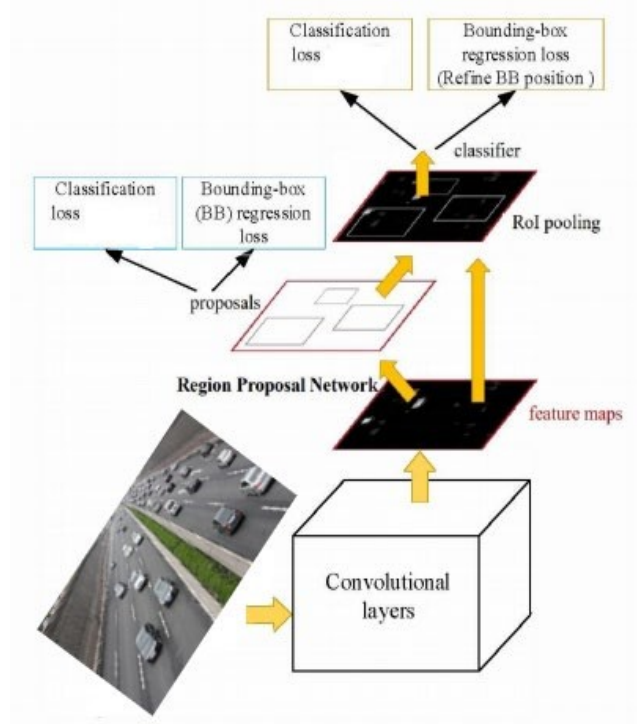 Classification
loss
Bounding-box
regression loss
(Refine BB position )
classifier
Classification
loss
Bounding-box
(BB) regression
loss
RoI pooling
proposals
Region Proposal Network
feature maps
Convolutional
layers